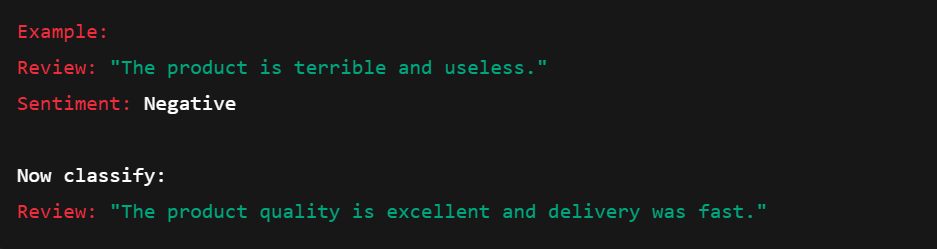 Example:
Review: "The product is terrible and useless."
Sentiment: Negative
Now classify:
Review: "The product quality is excellent and delivery was fast."